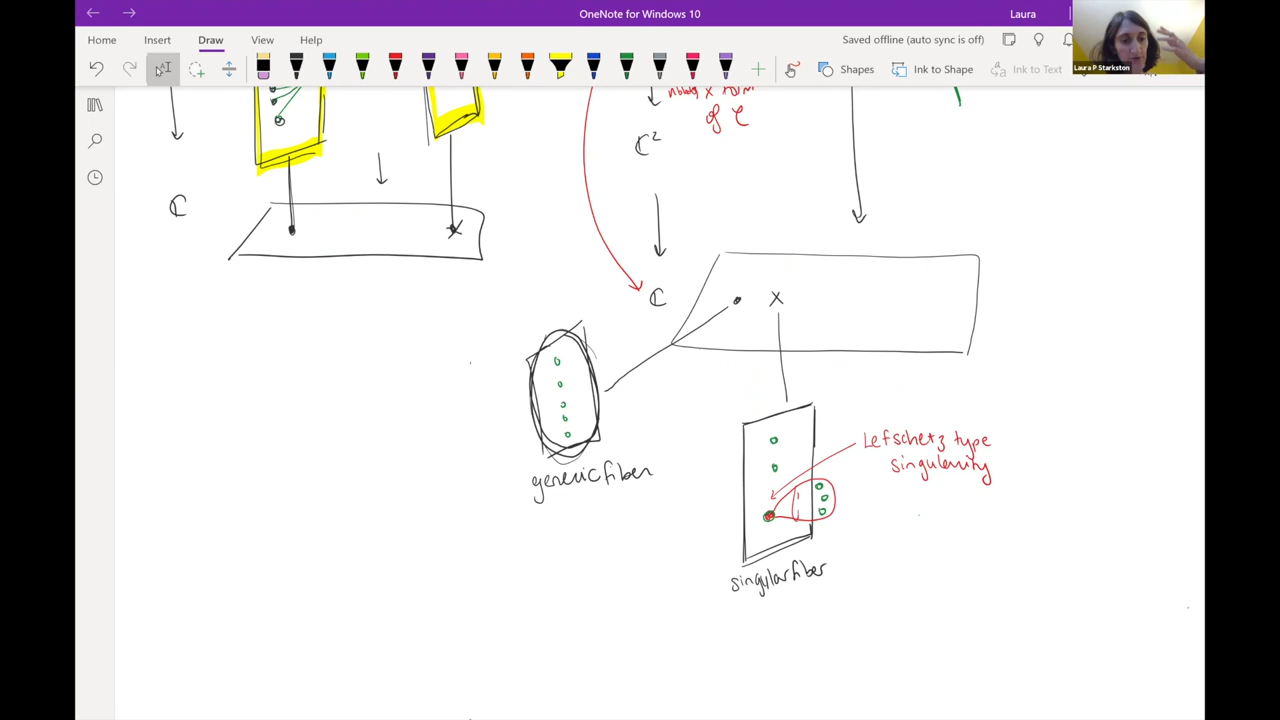 OneNote for Windows 10
Laura
Home
Insert
Draw
View
Help
Saved offline (auto sync is off)
Shapes
Ink to Shape
Ink to Text
Laura P Starkston
of C
ℂ²
ℂ
ℂ
generic fiber
Lefschetz type
singularity
singular fiber